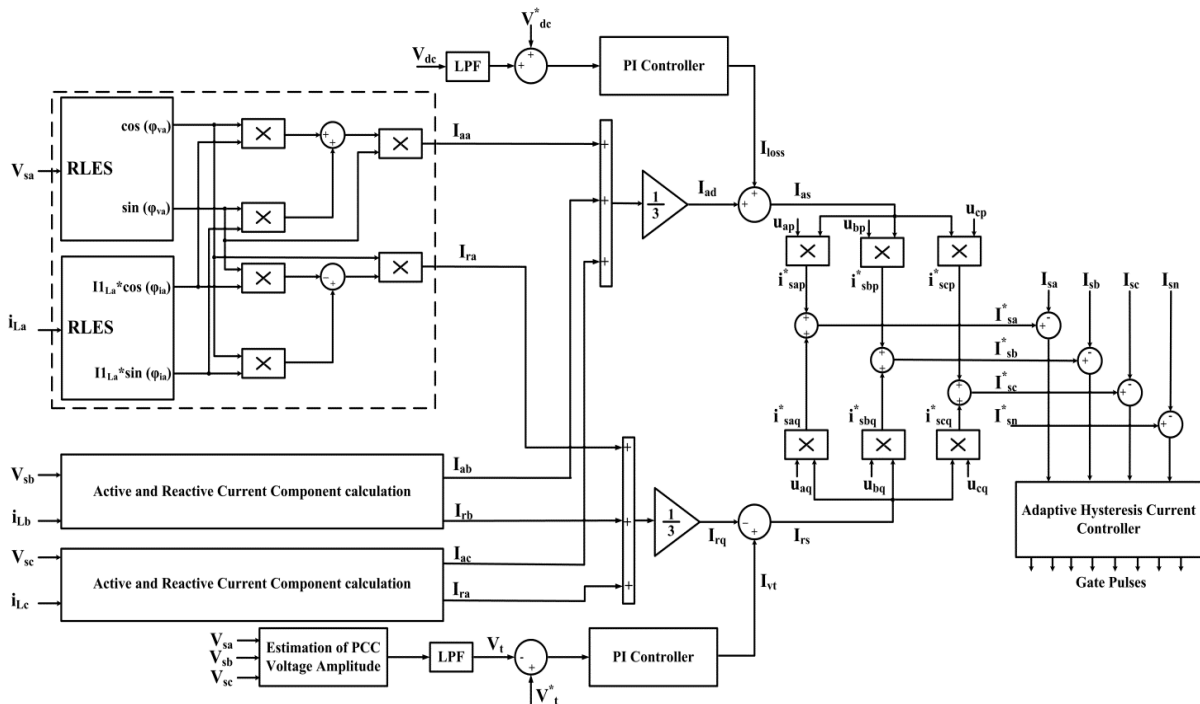 V*dc
Vdc
LPF
+
+
PI Controller
Iloss
Vsa
RLES
cos (φva)
sin (φva)
×
×
+
+
×
Iaa
iLa
RLES
I1La*cos (φia)
I1La*sin (φia)
×
×
-
+
×
Ira
+
+
+
1/3
Iad
+
+
Ias
uap
ubp
ucp
×
×
×
i*sap
i*sbp
i*scp
Isa
Isb
Isc
Isn
+
+
I*sa
+
-
+
+
I*sb
+
-
+
+
I*sc
+
-
I*sn
+
-
i*saq
i*sbq
i*scq
×
×
×
uaq
ubq
ucq
Vsb
iLb
Active and Reactive Current Component calculation
Iab
Irb
Vsc
iLc
Active and Reactive Current Component calculation
Iac
Ira
+
+
+
1/3
Irq
-
+
Irs
Ivt
Adaptive Hysteresis Current
Controller
Gate Pulses
Vsa
Vsb
Vsc
Estimation of PCC
Voltage Amplitude
LPF
Vt
-
+
V*t
PI Controller